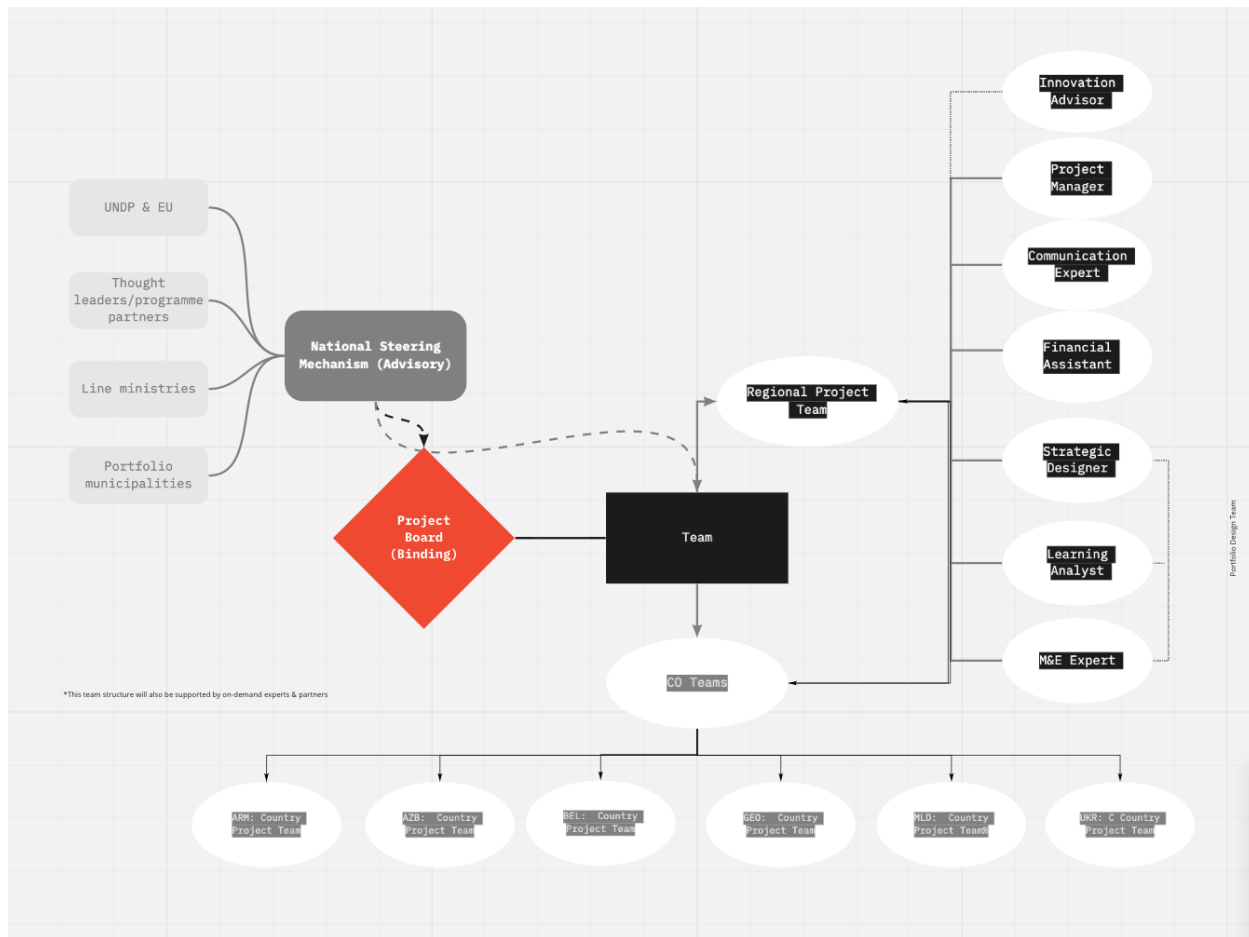 Innovation
Advisor
Project
Manager
UNDP & EU
Communication
Expert
Thought
leaders/programme
partners
National Steering
Mechanism (Advisory)
Financial
Assistant
Line ministries
Regional Project
Team
Strategic
Designer
Portfolio
municipalities
Project
Board
(Binding)
Team
Portfolio Design Team
Learning
Analyst
M&E Expert
CO Teams
*This team structure will also be supported by on-demand experts & partners
ARM: Country
Project Team
AZB:  Country
Project Team
BEL:  Country
Project Team
GEO:  Country
Project Team
MLD:  Country
Project Team%
UKR: C Country
Project Team